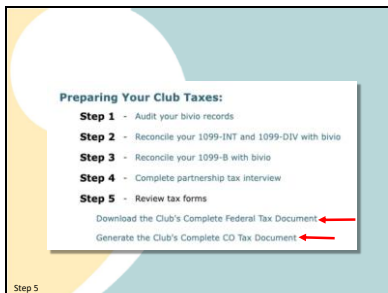 Preparing Your Club Taxes:
Step 1 - Audit your bivio records
Step 2 - Reconcile your 1099-INT and 1099-DIV with bivio
Step 3 - Reconcile your 1099-B with bivio
Step 4 - Complete partnership tax interview
Step 5 - Review tax forms
Download the Club's Complete Federal Tax Document
Generate the Club's Complete CO Tax Document
Step 5